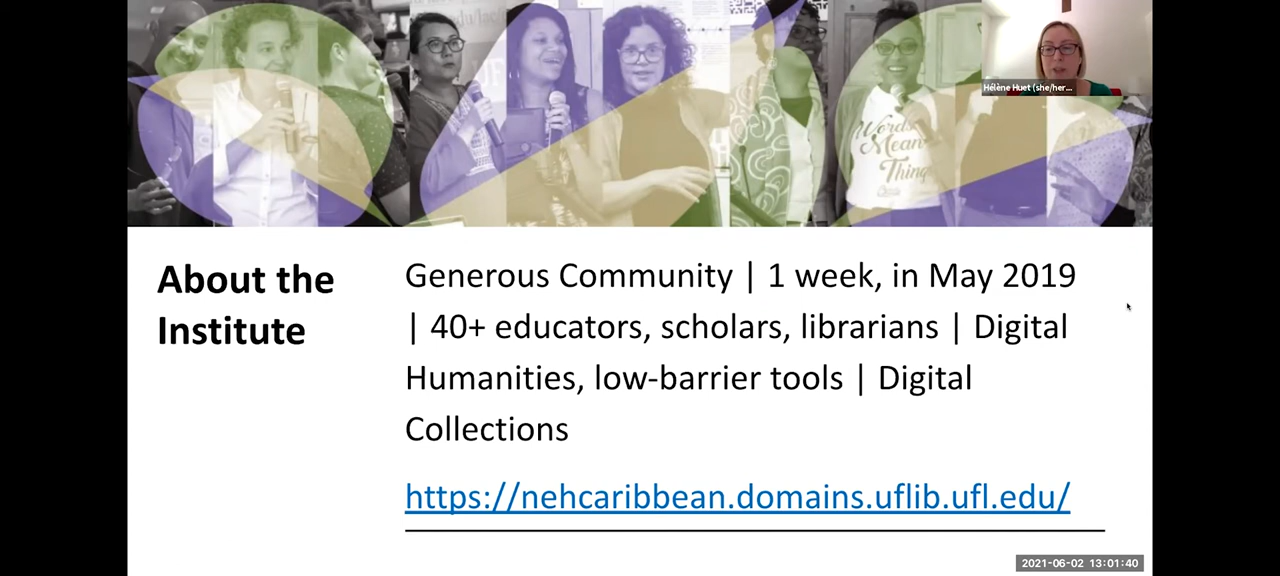 Words
Mean
Thing
Hélène Huet (she/her...
About the
Institute
Generous Community | 1 week, in May 2019
| 40+ educators, scholars, librarians | Digital
Humanities, low-barrier tools | Digital
Collections
https://nehcaribbean.domains.uflib.ufl.edu/
2021-06-02 13:01:40